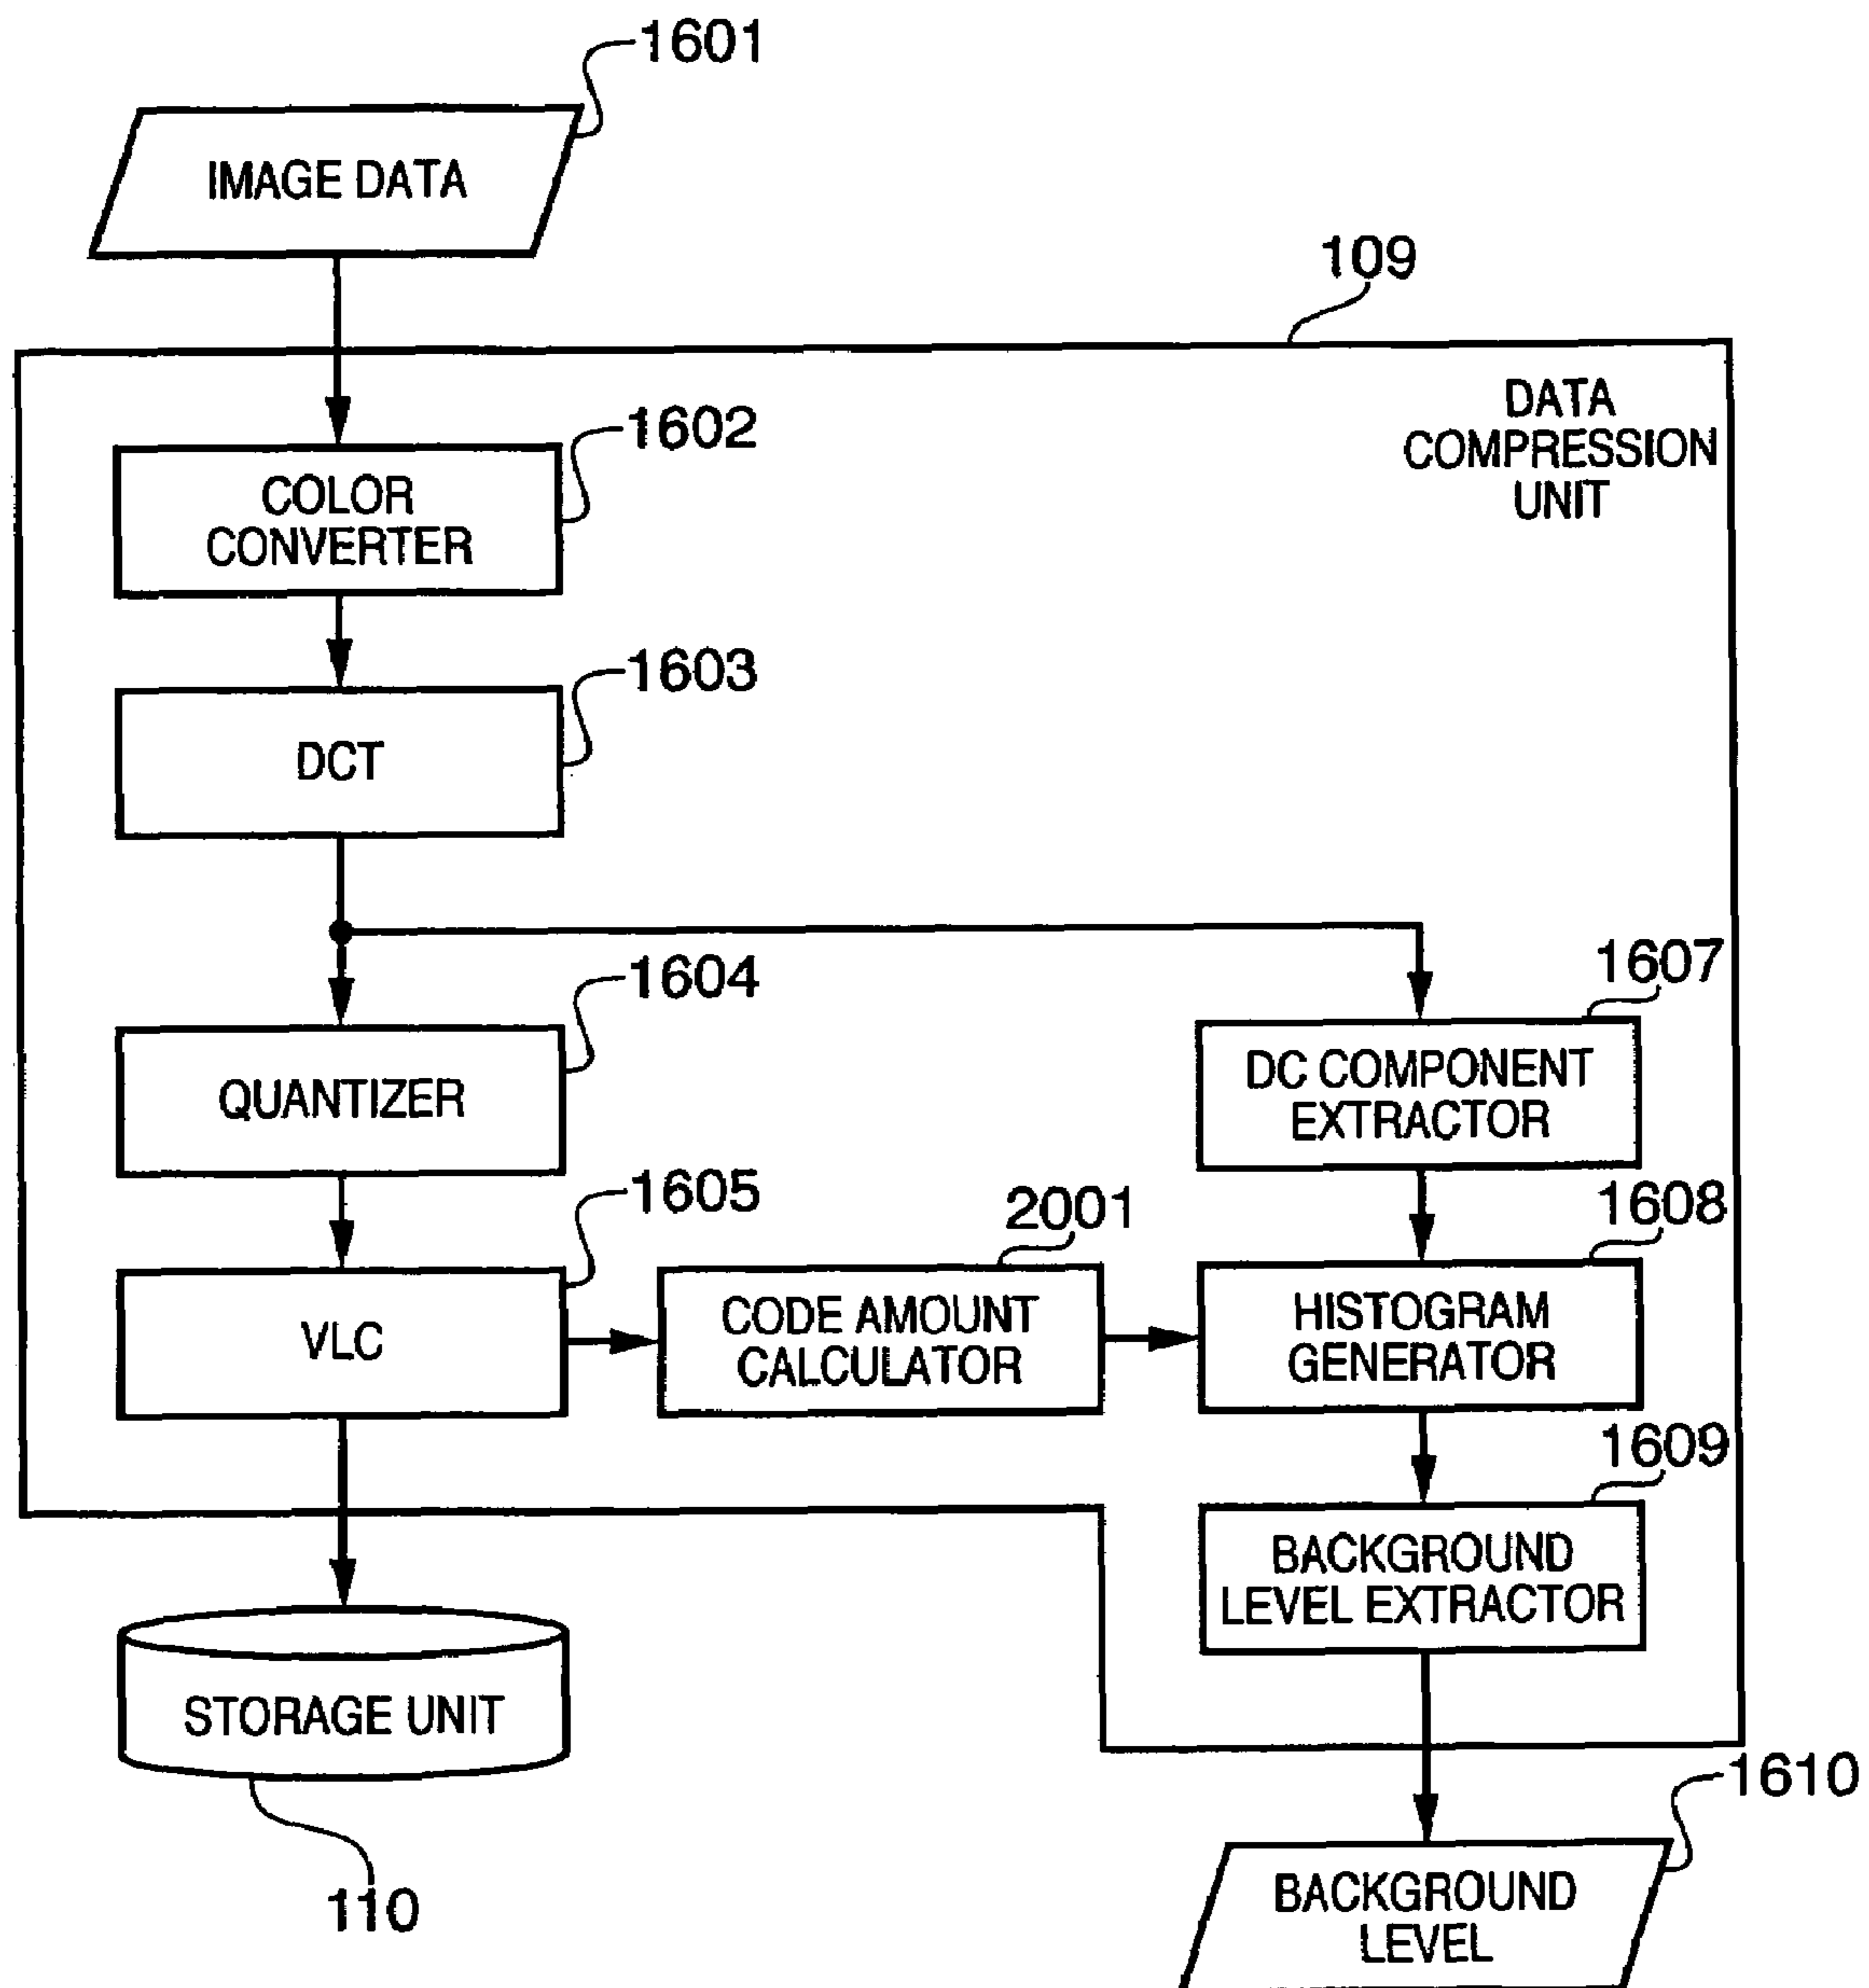 1601
IMAGE DATA
109
DATA
COMPRESSION
UNIT
1602
COLOR
CONVERTER
1603
DCT
1604
QUANTIZER
1607
DC COMPONENT
EXTRACTOR
1605
VLC
2001
CODE AMOUNT
CALCULATOR
1608
HISTOGRAM
GENERATOR
1609
BACKGROUND
LEVEL EXTRACTOR
STORAGE UNIT
110
1610
BACKGROUND
LEVEL